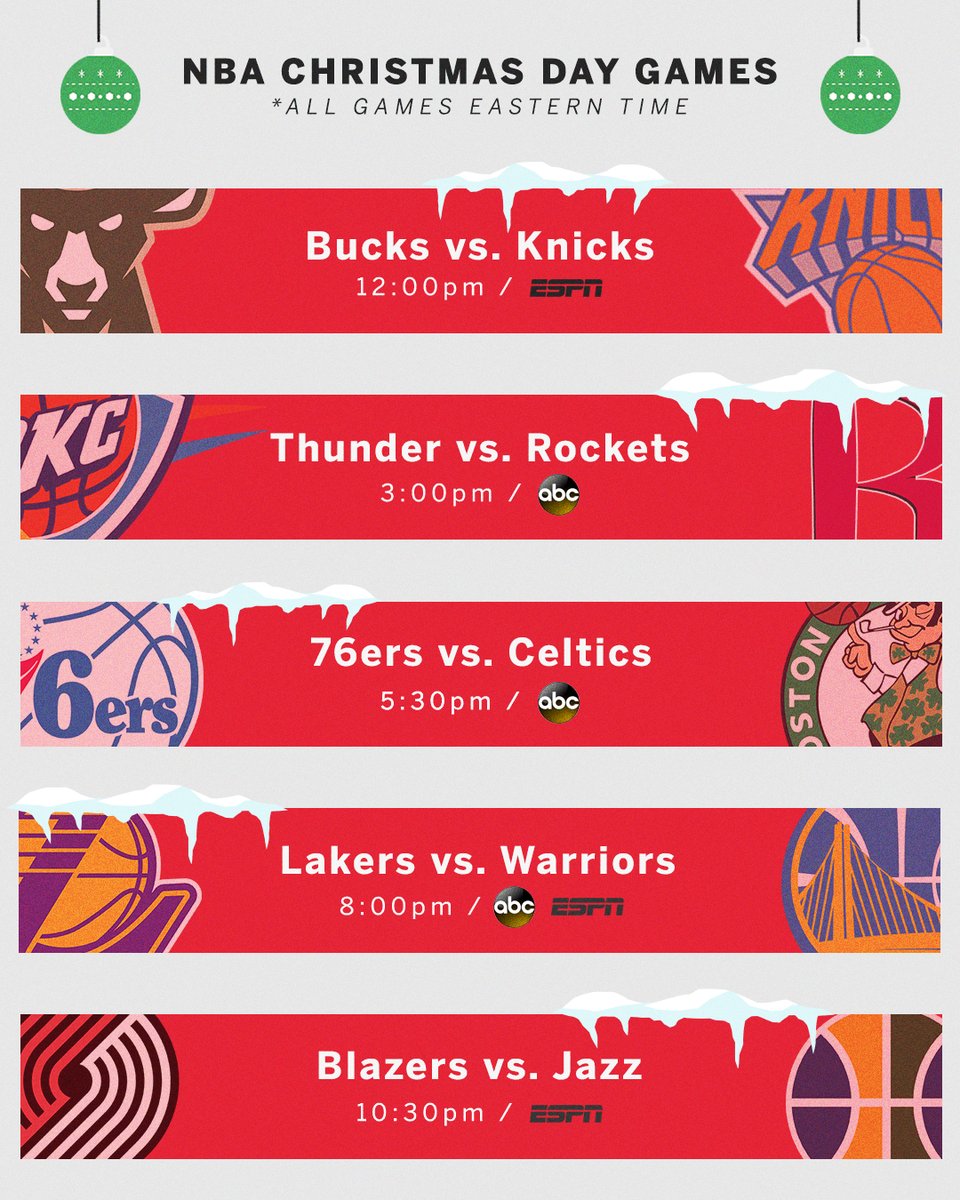 NBA CHRISTMAS DAY GAMES
*ALL GAMES EASTERN TIME
KNIC
Bucks vs. Knicks
12:00pm / ESPN
KC
Thunder vs. Rockets
3:00pm / abc
R
76ers vs. Celtics
5:30pm / abc
6ers
OSTON
Lakers vs. Warriors
8:00pm / abc ESPN
Blazers vs. Jazz
10:30pm / ESPN